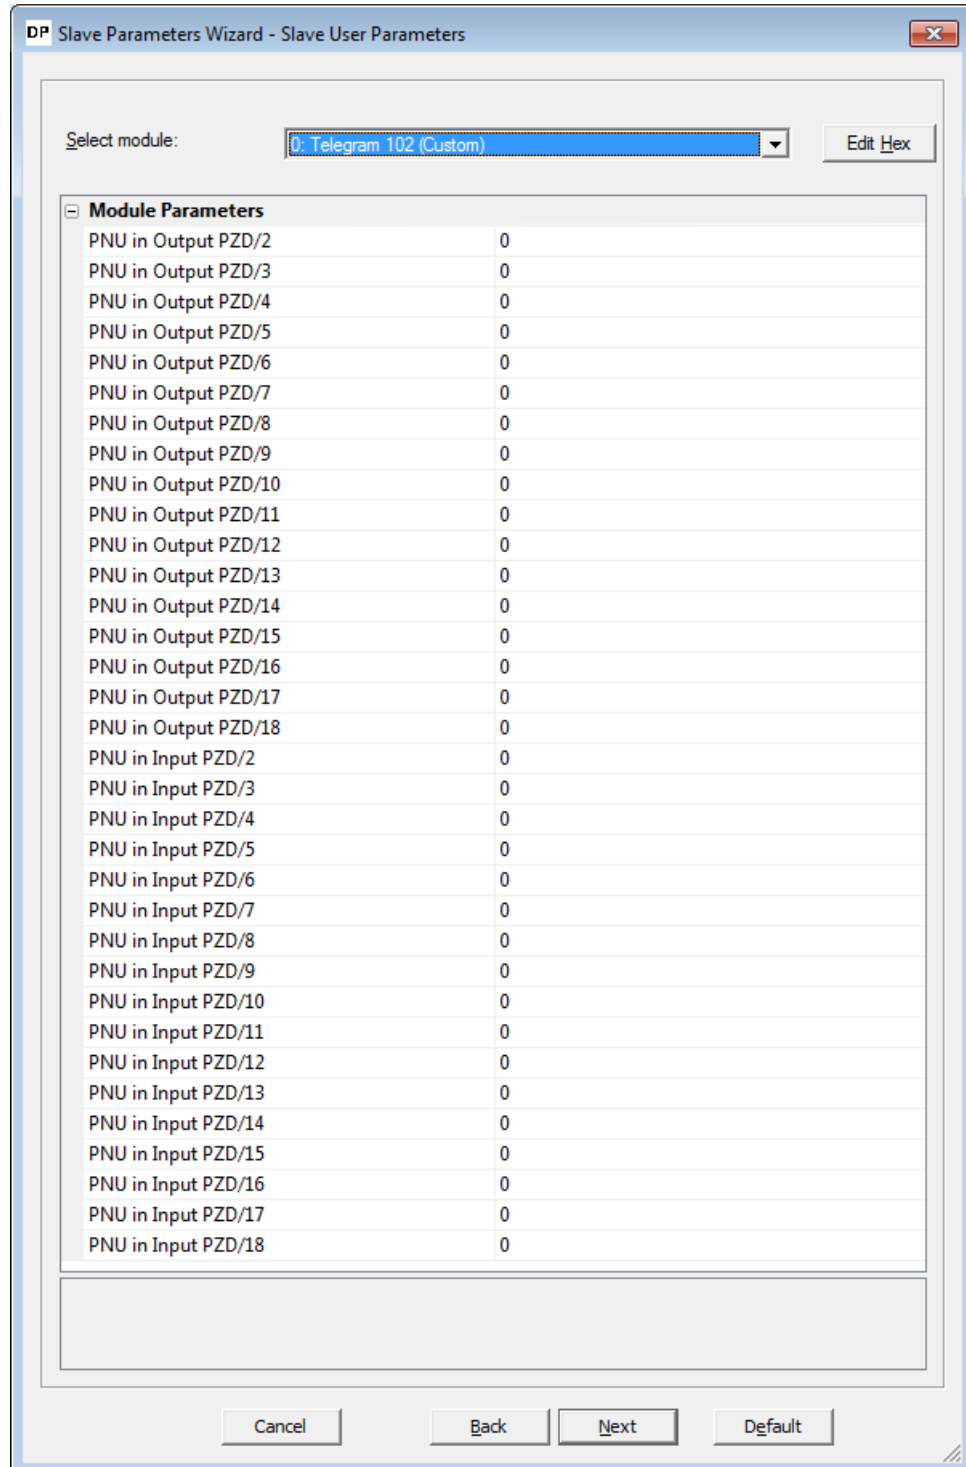 DP Slave Parameters Wizard - Slave User Parameters
Select module: 0: Telegram 102 (Custom) Edit Hex
Module Parameters
PNU in Output PZD/2 0
PNU in Output PZD/3 0
PNU in Output PZD/4 0
PNU in Output PZD/5 0
PNU in Output PZD/6 0
PNU in Output PZD/7 0
PNU in Output PZD/8 0
PNU in Output PZD/9 0
PNU in Output PZD/10 0
PNU in Output PZD/11 0
PNU in Output PZD/12 0
PNU in Output PZD/13 0
PNU in Output PZD/14 0
PNU in Output PZD/15 0
PNU in Output PZD/16 0
PNU in Output PZD/17 0
PNU in Output PZD/18 0
PNU in Input PZD/2 0
PNU in Input PZD/3 0
PNU in Input PZD/4 0
PNU in Input PZD/5 0
PNU in Input PZD/6 0
PNU in Input PZD/7 0
PNU in Input PZD/8 0
PNU in Input PZD/9 0
PNU in Input PZD/10 0
PNU in Input PZD/11 0
PNU in Input PZD/12 0
PNU in Input PZD/13 0
PNU in Input PZD/14 0
PNU in Input PZD/15 0
PNU in Input PZD/16 0
PNU in Input PZD/17 0
PNU in Input PZD/18 0
Cancel Back Next Default